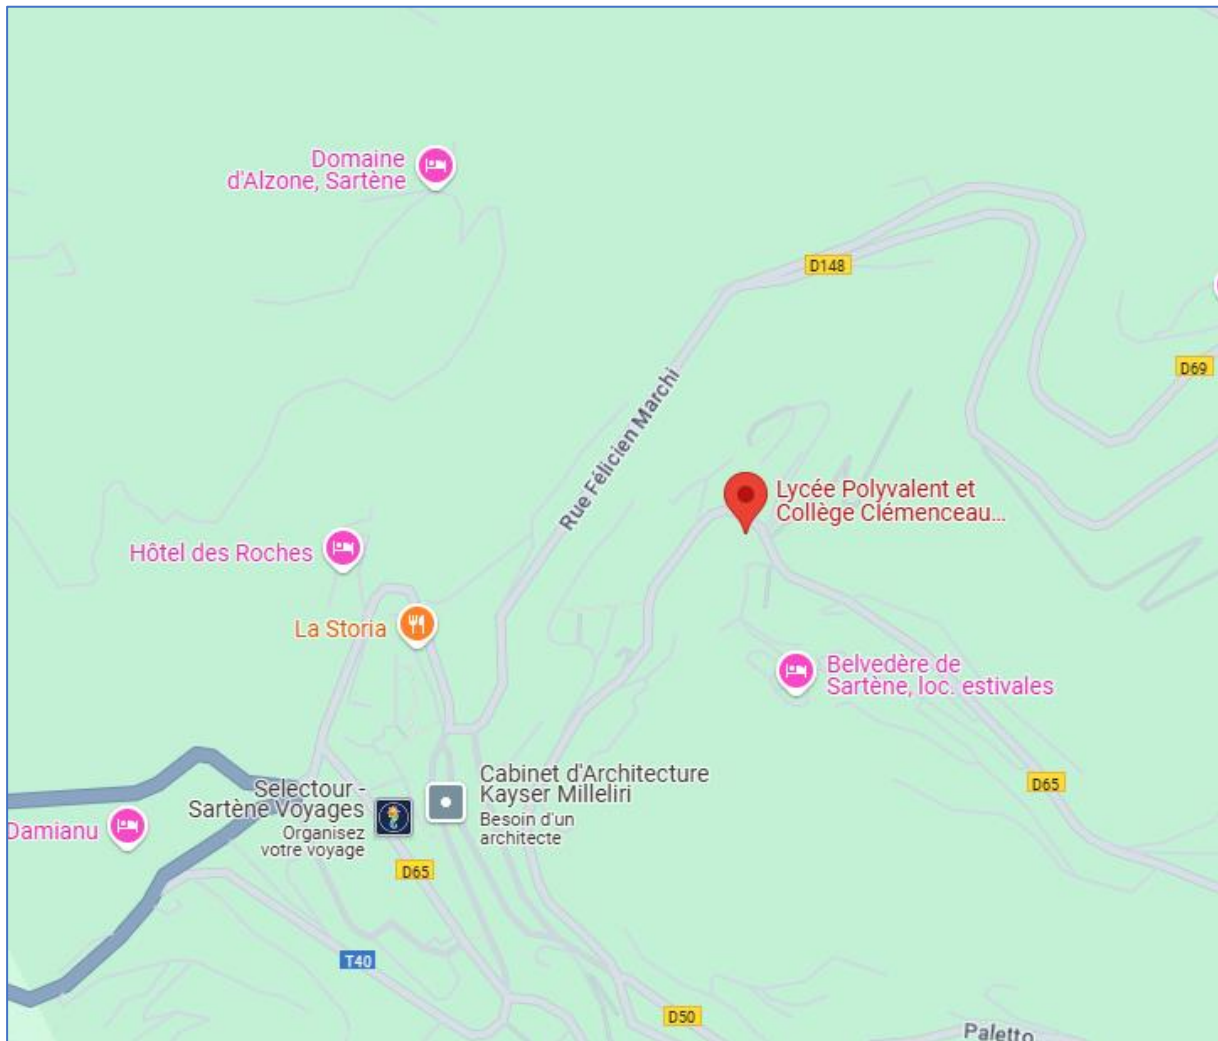 Domaine
d'Alzone, Sartène
D148
D69
Rue Félicien Marchi
Lycée Polyvalent et
Collège Clémenceau...
Hôtel des Roches
La Storia
Belvedère de
Sartène, loc. estivales
Cabinet d'Architecture
Kayser Milleliri
Besoin d'un
architecte
Selectour -
Sartène Voyages
Organisez
votre voyage
D65
Damianu
D65
T40
D50
Paletto